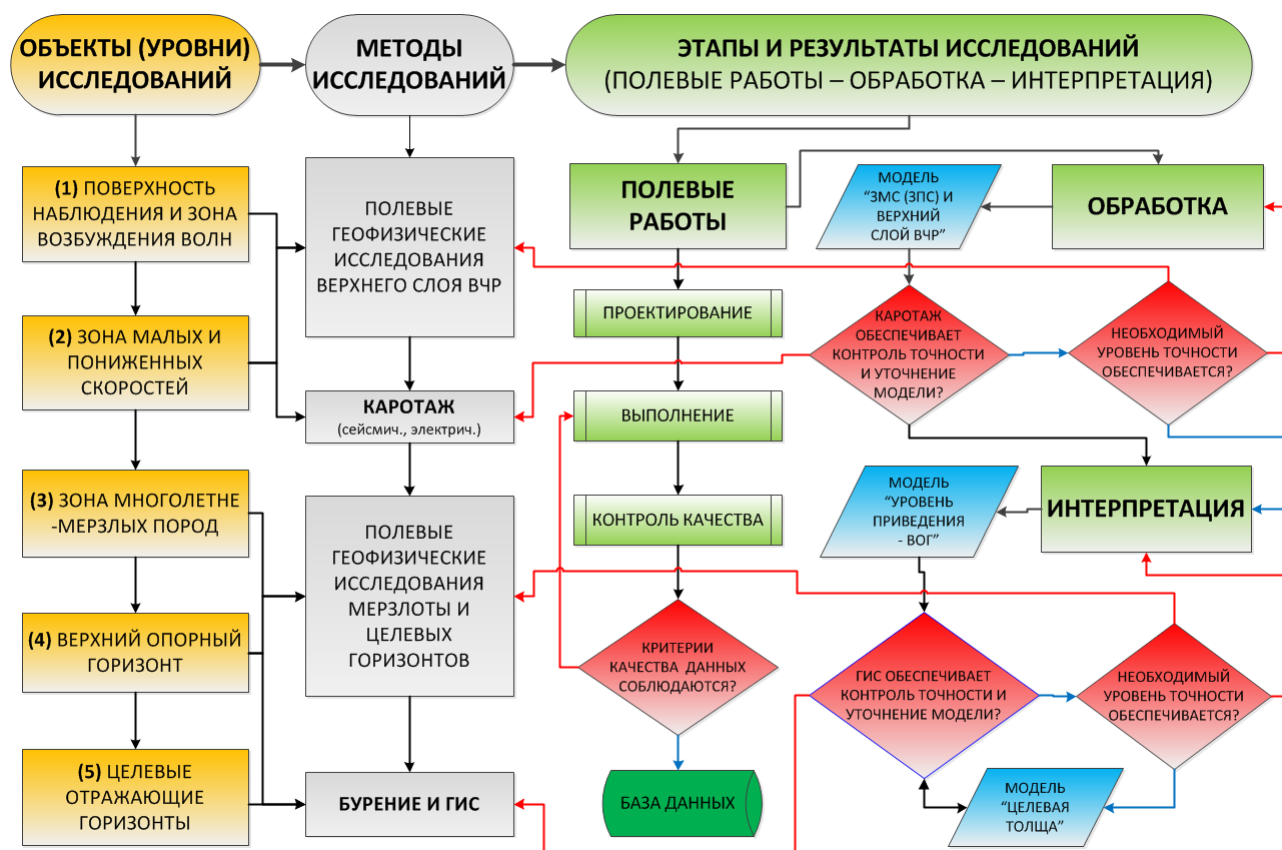 ОБЪЕКТЫ (УРОВНИ)
ИССЛЕДОВАНИЙ
МЕТОДЫ
ИССЛЕДОВАНИЙ
ЭТАПЫ И РЕЗУЛЬТАТЫ ИССЛЕДОВАНИЙ
(ПОЛЕВЫЕ РАБОТЫ – ОБРАБОТКА – ИНТЕРПРЕТАЦИЯ)
(1) ПОВЕРХНОСТЬ
НАБЛЮДЕНИЯ И ЗОНА
ВОЗБУЖДЕНИЯ ВОЛН
(2) ЗОНА МАЛЫХ И
ПОНИЖЕННЫХ
СКОРОСТЕЙ
(3) ЗОНА МНОГОЛЕТНЕ
-МЕРЗЛЫХ ПОРОД
(4) ВЕРХНИЙ ОПОРНЫЙ
ГОРИЗОНТ
(5) ЦЕЛЕВЫЕ
ОТРАЖАЮЩИЕ
ГОРИЗОНТЫ
ПОЛЕВЫЕ
ГЕОФИЗИЧЕСКИЕ
ИССЛЕДОВАНИЯ
ВЕРХНЕГО СЛОЯ ВЧР
КАРОТАЖ
(сейсмич., электрич.)
ПОЛЕВЫЕ
ГЕОФИЗИЧЕСКИЕ
ИССЛЕДОВАНИЯ
МЕРЗЛОТЫ И
ЦЕЛЕВЫХ
ГОРИЗОНТОВ
БУРЕНИЕ И ГИС
ПОЛЕВЫЕ
РАБОТЫ
ПРОЕКТИРОВАНИЕ
ВЫПОЛНЕНИЕ
КОНТРОЛЬ КАЧЕСТВА
КРИТЕРИИ
КАЧЕСТВА ДАННЫХ
СОБЛЮДАЮТСЯ?
БАЗА ДАННЫХ
МОДЕЛЬ
"ЗМС (ЗПС) И
ВЕРХНИЙ
СЛОЙ ВЧР"
ОБРАБОТКА
КАРОТАЖ
ОБЕСПЕЧИВАЕТ
КОНТРОЛЬ ТОЧНОСТИ
И УТОЧНЕНИЕ
МОДЕЛИ?
НЕОБХОДИМЫЙ
УРОВЕНЬ ТОЧНОСТИ
ОБЕСПЕЧИВАЕТСЯ?
МОДЕЛЬ
"УРОВЕНЬ
ПРИВЕДЕНИЯ
- ВОГ"
ИНТЕРПРЕТАЦИЯ
ГИС ОБЕСПЕЧИВАЕТ
КОНТРОЛЬ ТОЧНОСТИ И
УТОЧНЕНИЕ МОДЕЛИ?
НЕОБХОДИМЫЙ
УРОВЕНЬ ТОЧНОСТИ
ОБЕСПЕЧИВАЕТСЯ?
МОДЕЛЬ
"ЦЕЛЕВАЯ
ТОЛЩА"